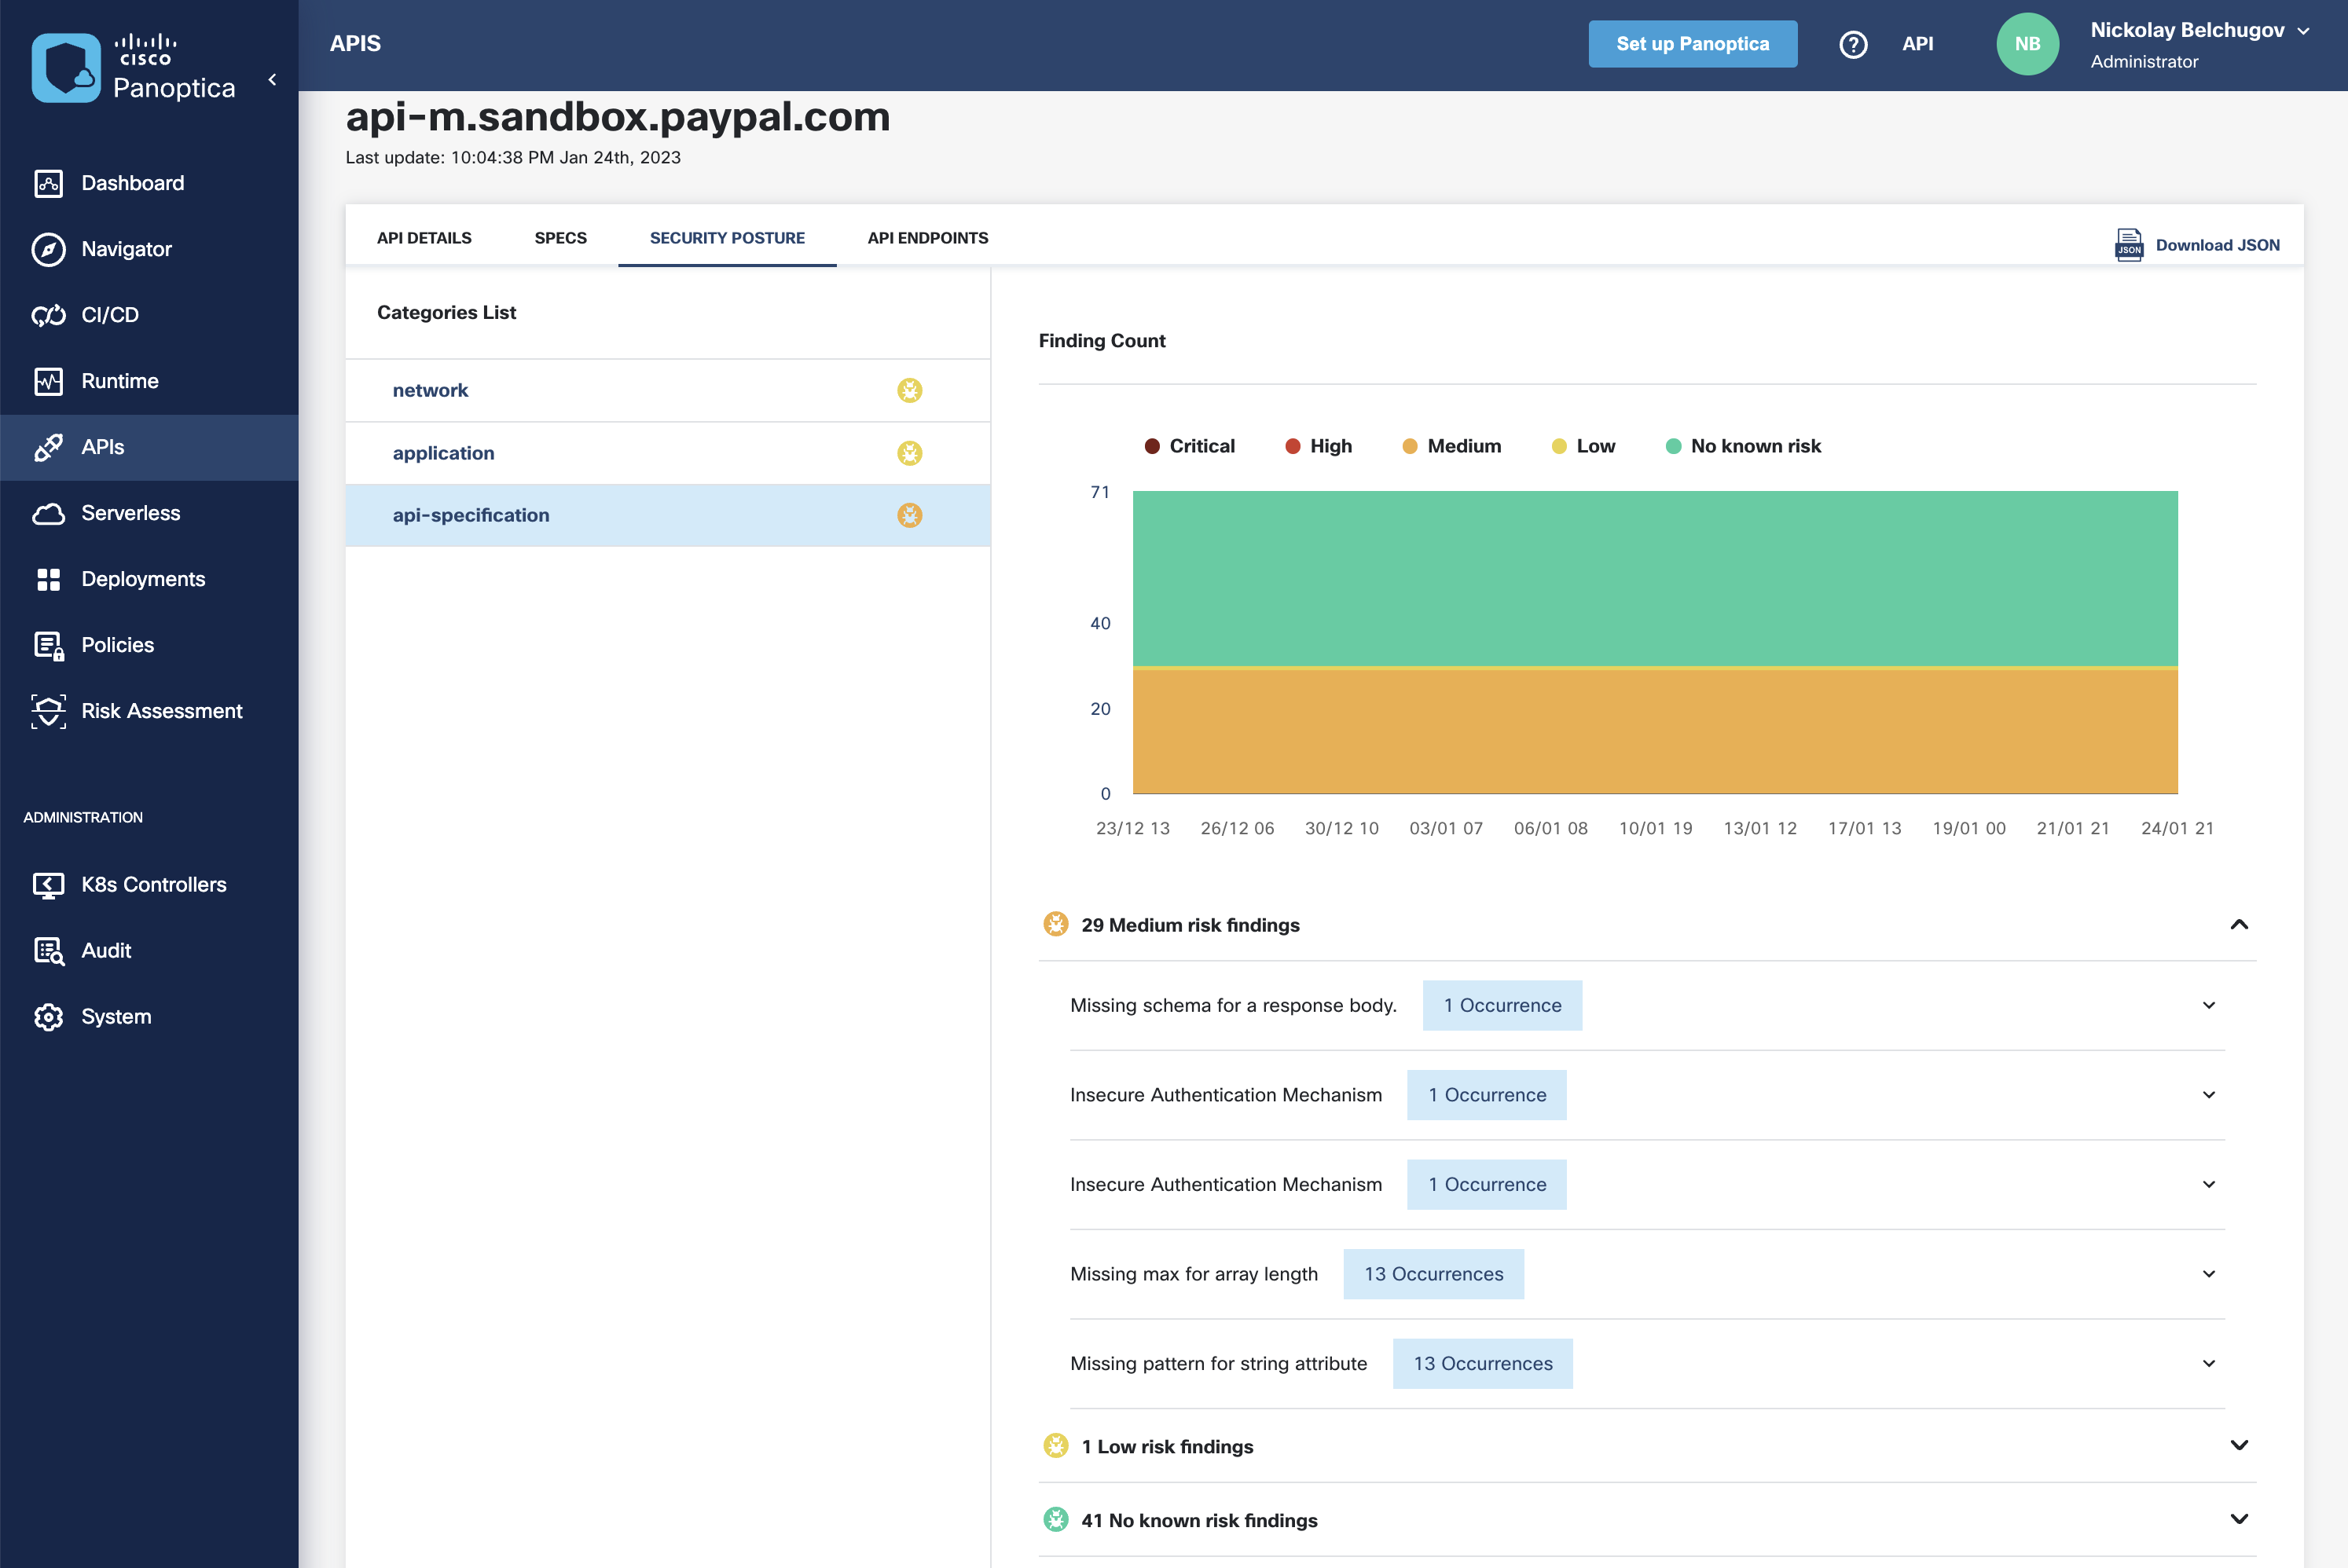 CISCO
Panoptica
Dashboard
Navigator
CI/CD
Runtime
APIs
Serverless
Deployments
Policies
Risk Assessment
ADMINISTRATION
K8s Controllers
Audit
System
APIS
Set up Panoptica
?
API
NB
Nickolay Belchugov
Administrator
api-m.sandbox.paypal.com
Last update: 10:04:38 PM Jan 24th, 2023
API DETAILS SPECS SECURITY POSTURE API ENDPOINTS
JSON Download JSON
Categories List
network
application
api-specification
Finding Count
Critical High Medium Low No known risk
71
40
20
0
23/12 13 26/12 06 30/12 10 03/01 07 06/01 08 10/01 19 13/01 12 17/01 13 19/01 00 21/01 21 24/01 21
29 Medium risk findings
Missing schema for a response body. 1 Occurrence
Insecure Authentication Mechanism 1 Occurrence
Insecure Authentication Mechanism 1 Occurrence
Missing max for array length 13 Occurrences
Missing pattern for string attribute 13 Occurrences
1 Low risk findings
41 No known risk findings